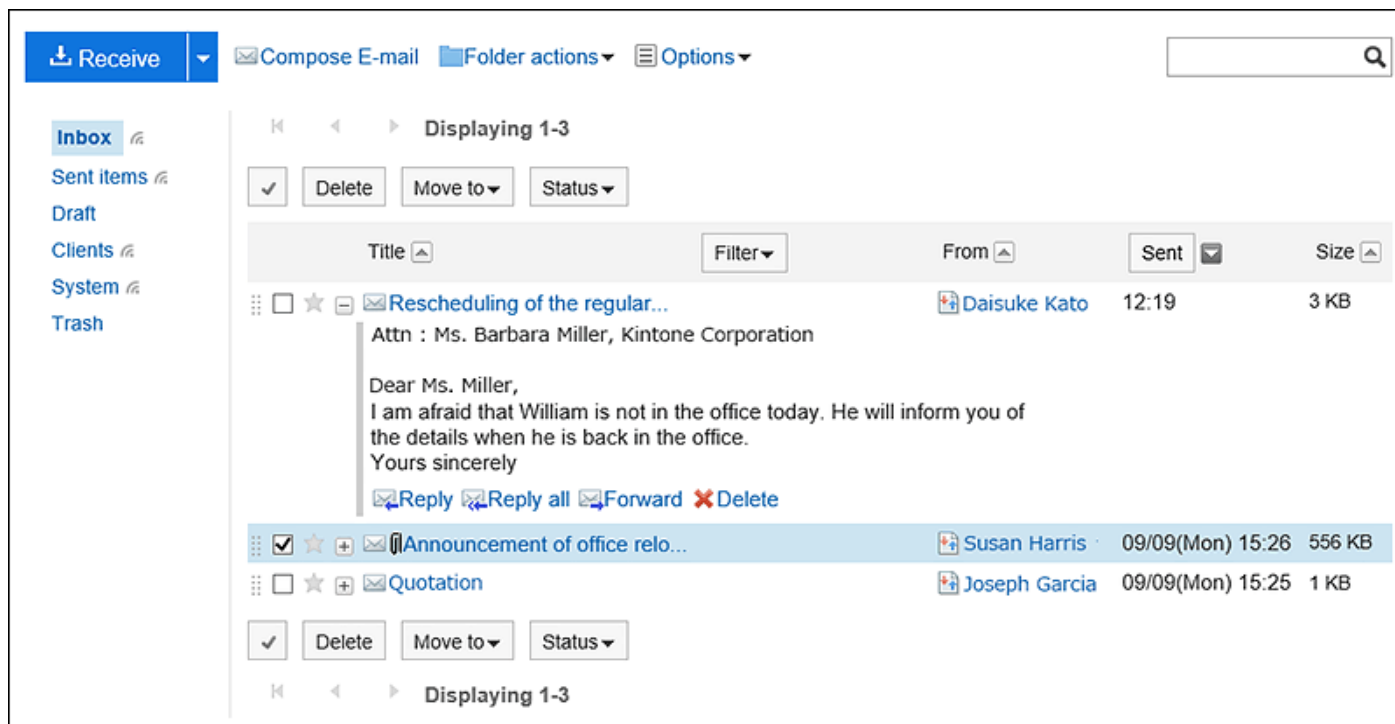 Receive Compose E-mail Folder actions Options
Inbox
Sent items
Draft
Clients
System
Trash
Displaying 1-3
Delete Move to Status
Title Filter From Sent Size
Rescheduling of the regular... Daisuke Kato 12:19 3 KB
Attn : Ms. Barbara Miller, Kintone Corporation
Dear Ms. Miller,
I am afraid that William is not in the office today. He will inform you of
the details when he is back in the office.
Yours sincerely
Reply Reply all Forward Delete
Announcement of office relo... Susan Harris 09/09(Mon) 15:26 556 KB
Quotation Joseph Garcia 09/09(Mon) 15:25 1 KB
Delete Move to Status
Displaying 1-3